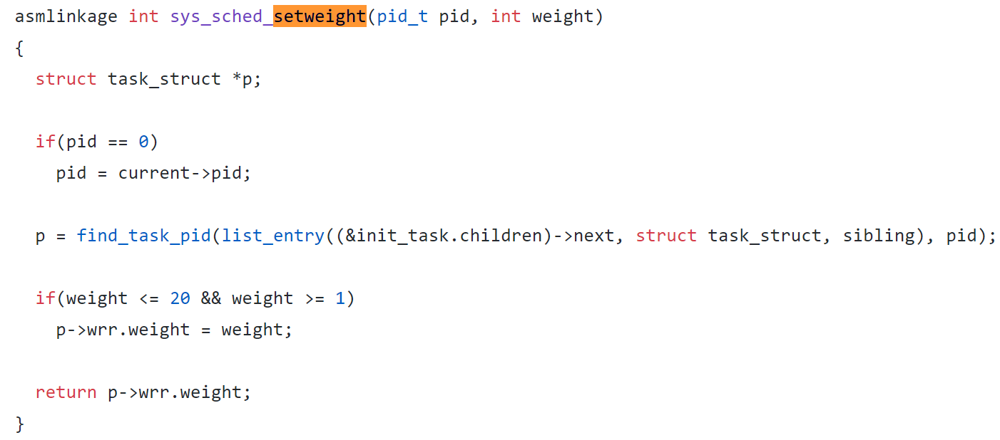 asmlinkage int sys_sched_setweight(pid_t pid, int weight)
{
  struct task_struct *p;
  if(pid == 0)
    pid = current->pid;
  p = find_task_pid(list_entry((&init_task.children)->next, struct task_struct, sibling), pid);
  if(weight <= 20 && weight >= 1)
    p->wrr.weight = weight;
  return p->wrr.weight;
}